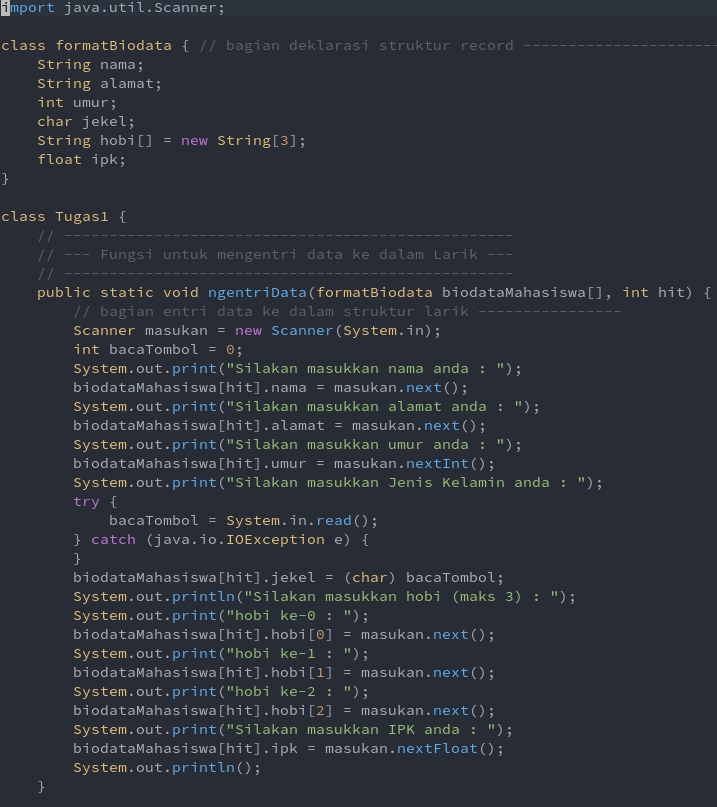 import java.util.Scanner;
class formatBiodata { // bagian deklarasi struktur record ----------------------
    String nama;
    String alamat;
    int umur;
    char jekel;
    String hobi[] = new String[3];
    float ipk;
}
class Tugas1 {
    // --------------------------------------------------
    // --- Fungsi untuk mengentri data ke dalam Larik ---
    // --------------------------------------------------
    public static void ngentriData(formatBiodata biodataMahasiswa[], int hit) {
        // bagian entri data ke dalam struktur larik ----------------
        Scanner masukan = new Scanner(System.in);
        int bacaTombol = 0;
        System.out.print("Silakan masukkan nama anda : ");
        biodataMahasiswa[hit].nama = masukan.next();
        System.out.print("Silakan masukkan alamat anda : ");
        biodataMahasiswa[hit].alamat = masukan.next();
        System.out.print("Silakan masukkan umur anda : ");
        biodataMahasiswa[hit].umur = masukan.nextInt();
        System.out.print("Silakan masukkan Jenis Kelamin anda : ");
        try {
            bacaTombol = System.in.read();
        } catch (java.io.IOException e) {
        }
        biodataMahasiswa[hit].jekel = (char) bacaTombol;
        System.out.println("Silakan masukkan hobi (maks 3) : ");
        System.out.print("hobi ke-0 : ");
        biodataMahasiswa[hit].hobi[0] = masukan.next();
        System.out.print("hobi ke-1 : ");
        biodataMahasiswa[hit].hobi[1] = masukan.next();
        System.out.print("hobi ke-2 : ");
        biodataMahasiswa[hit].hobi[2] = masukan.next();
        System.out.print("Silakan masukkan IPK anda : ");
        biodataMahasiswa[hit].ipk = masukan.nextFloat();
        System.out.println();
    }